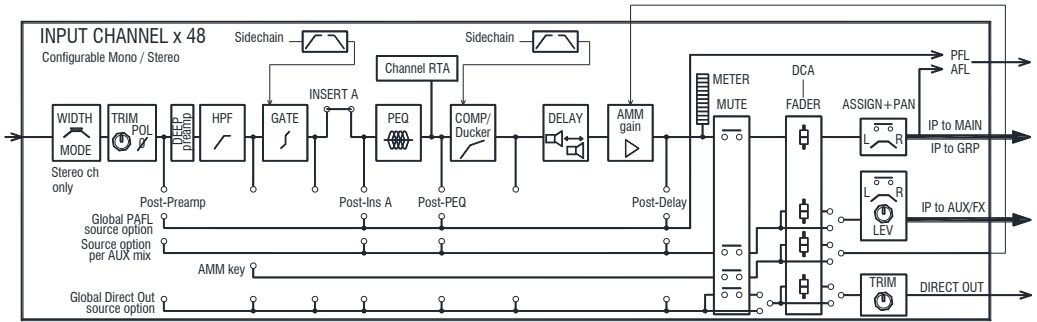 INPUT CHANNEL x 48
Configurable Mono / Stereo
Sidechain
Sidechain
Channel RTA
INSERT A
METER
MUTE
DCA
FADER
ASSIGN+PAN
PFL
AFL
WIDTH
MODE
Stereo ch
only
TRIM
POL
DEEP
preamp
HPF
GATE
PEQ
COMP/
Ducker
DELAY
AMM
gain
L R
IP to MAIN
IP to GRP
Post-Preamp
Post-Ins A
Post-PEQ
Post-Delay
L R
LEV
IP to AUX/FX
Global PAFL
source option
Source option
per AUX mix
AMM key
Global Direct Out
source option
TRIM
DIRECT OUT